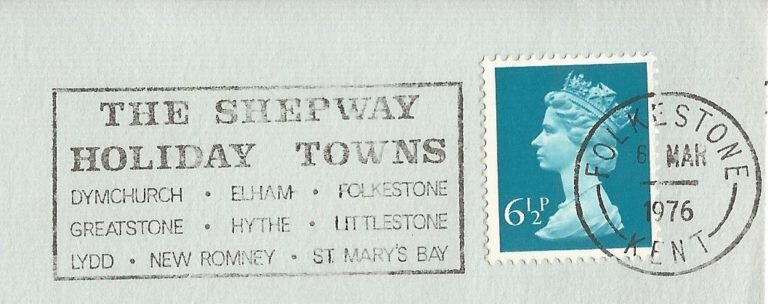 THE SHEPWAY
HOLIDAY TOWNS
DYMCHURCH · ELHAM · FOLKESTONE
GREATSTONE · HYTHE · LITTLESTONE
LYDD · NEW ROMNEY · ST. MARY'S BAY
6½P
FOLKESTONE
6 MAR
1976
KENT